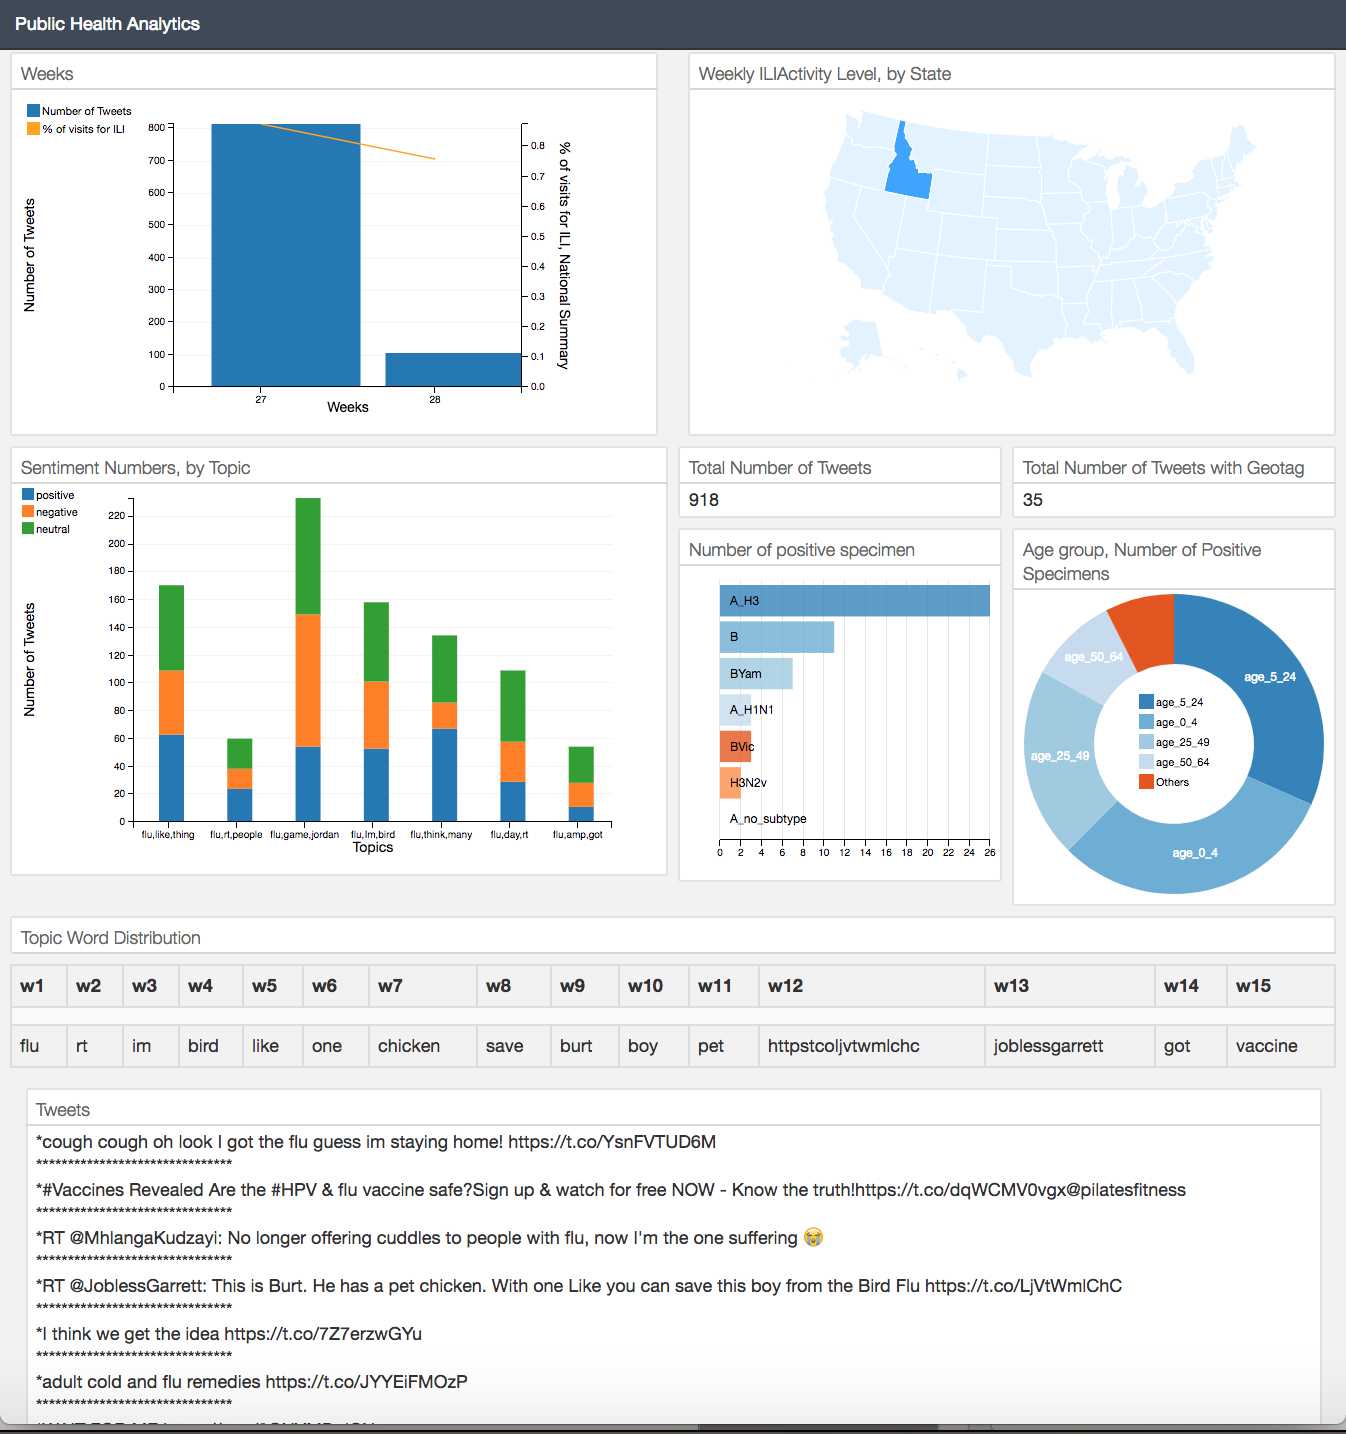 Public Health Analytics
Weeks
Number of Tweets
% of visits for ILI
Number of Tweets
800
700
600
500
400
300
200
100
0
0.8
0.7
0.6
0.5
0.4
0.3
0.2
0.1
0.0
% of visits for ILI, National Summary
27 28
Weeks
Weekly ILIActivity Level, by State
Sentiment Numbers, by Topic
positive
negative
neutral
Number of Tweets
220
200
180
160
140
120
100
80
60
40
20
0
flu,like,thing flu,rt,people flu,game,jordan flu,lm,bird flu,think,many flu,day,rt flu,amp,got
Topics
Total Number of Tweets
918
Total Number of Tweets with Geotag
35
Number of positive specimen
A_H3
B
BYam
A_H1N1
BVic
H3N2v
A_no_subtype
0 2 4 6 8 10 12 14 16 18 20 22 24 26
Age group, Number of Positive
Specimens
age_50_64
age_5_24
age_25_49
age_0_4
age_5_24
age_0_4
age_25_49
age_50_64
Others
Topic Word Distribution
w1 w2 w3 w4 w5 w6 w7 w8 w9 w10 w11 w12 w13 w14 w15
flu rt im bird like one chicken save burt boy pet httpstcoljvtwmlchc joblessgarrett got vaccine
Tweets
*cough cough oh look I got the flu guess im staying home! https://t.co/YsnFVTUD6M
*******************************
*#Vaccines Revealed Are the #HPV & flu vaccine safe?Sign up & watch for free NOW - Know the truth!https://t.co/dqWCMV0vgx@pilatesfitness
*******************************
*RT @MhlangaKudzayi: No longer offering cuddles to people with flu, now I'm the one suffering 😭
*******************************
*RT @JoblessGarrett: This is Burt. He has a pet chicken. With one Like you can save this boy from the Bird Flu https://t.co/LjVtWmlChC
*******************************
*I think we get the idea https://t.co/7Z7erzwGYu
*******************************
*adult cold and flu remedies https://t.co/JYYEiFMOzP
*******************************